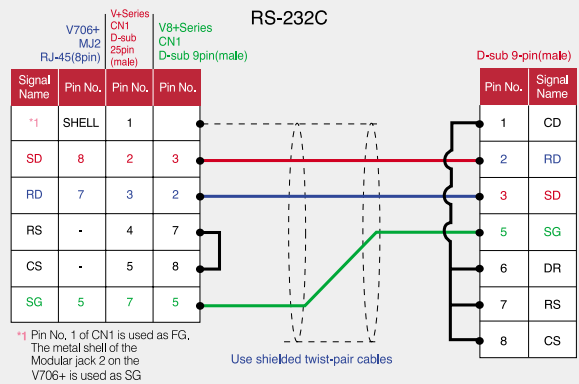 RS-232C
V706+
MJ2
RJ-45(8pin)
V+Series
CN1
D-sub
25pin
(male)
V8+Series
CN1
D-sub 9pin(male)
Signal Name Pin No. Pin No. Pin No.
*1 SHELL 1
SD 8 2 3
RD 7 3 2
RS - 4 7
CS - 5 8
SG 5 7 5
D-sub 9-pin(male)
Pin No. Signal Name
1 CD
2 RD
3 SD
5 SG
6 DR
7 RS
8 CS
*1 Pin No, 1 of CN1 is used as FG,
The metal shell of the
Modular jack 2 on the
V706+ is used as SG
Use shielded twist-pair cables